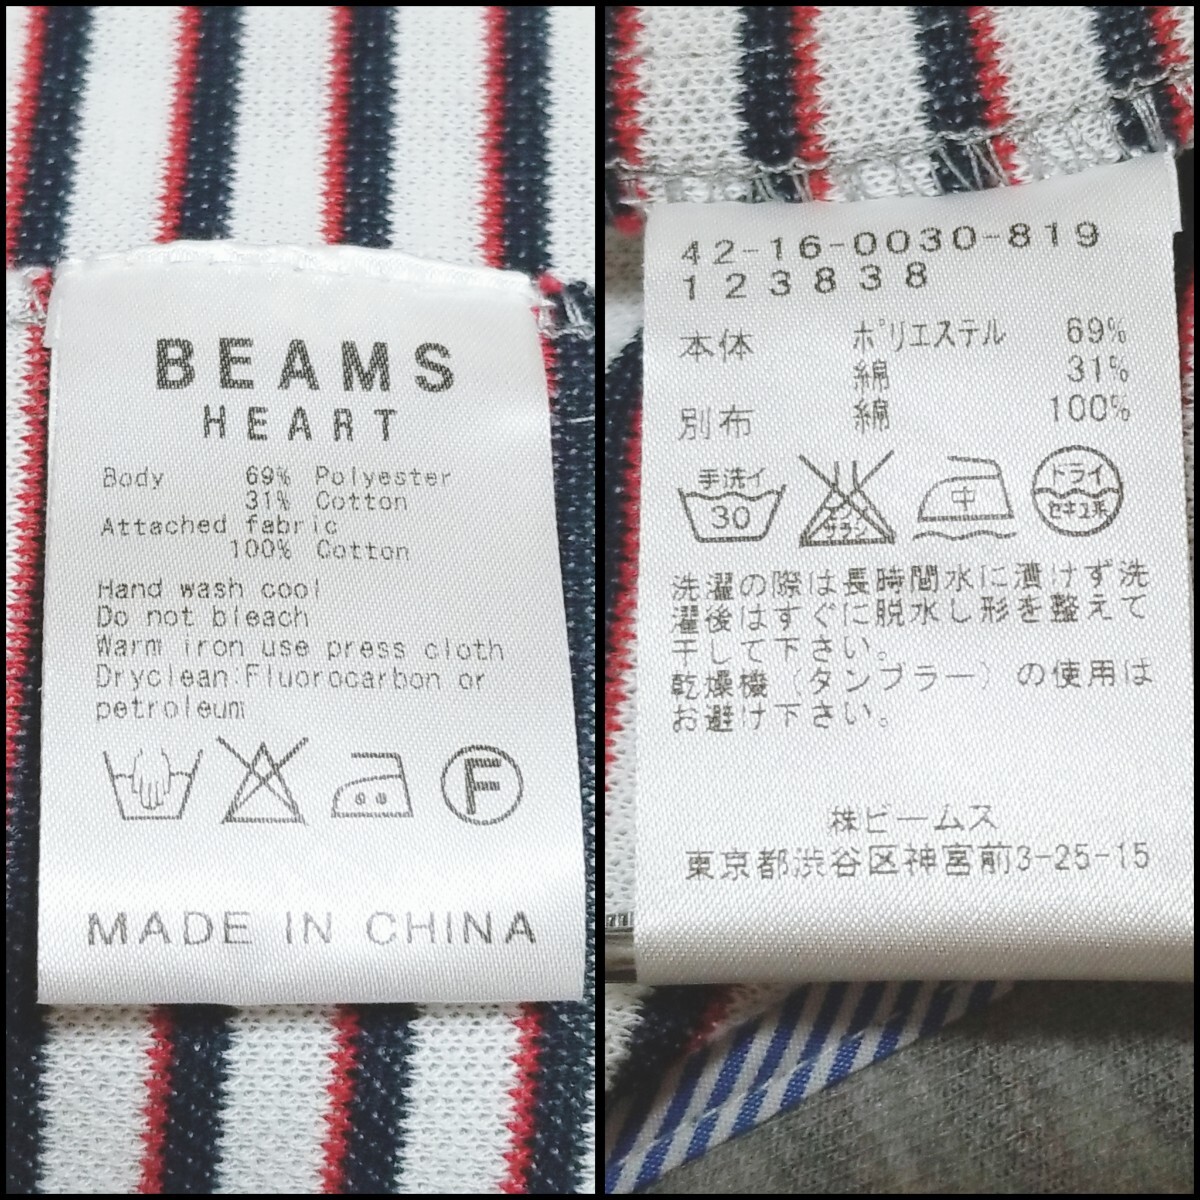 BEAMS
HEART
Body 69% Polyester
31% Cotton
Attached fabric
100% Cotton
Hand wash cool
Do not bleach
Warm iron use press cloth
Dryclean:Fluorocarbon or
petroleum
F
MADE IN CHINA
42-16-0030-819
123838
本体 ポリエステル 69%
綿 31%
別布 綿 100%
手洗イ
30
エンソ
サラシ
中
ドライ
セキユ系
洗濯の際は長時間水に漬けず洗
濯後はすぐに脱水し形を整えて
干して下さい。
乾燥機（タンブラー）の使用は
お避け下さい。
株ビームス
東京都渋谷区神宮前3-25-15